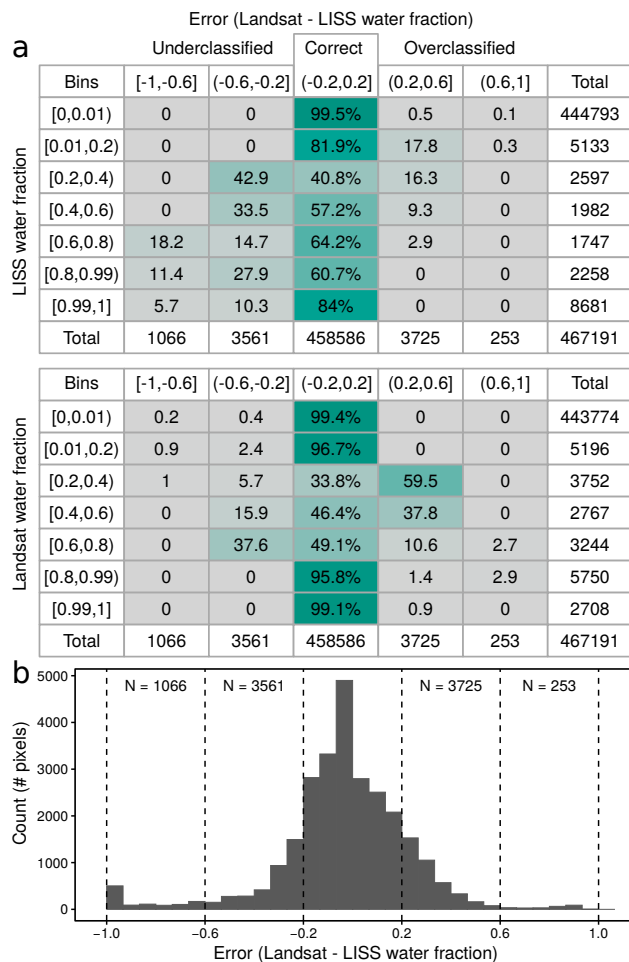 Error (Landsat - LISS water fraction)
a
Underclassified Correct Overclassified
Bins [-1,-0.6] (-0.6,-0.2] (-0.2,0.2] (0.2,0.6] (0.6,1] Total
LISS water fraction
[0,0.01) 0 0 99.5% 0.5 0.1 444793
[0.01,0.2) 0 0 81.9% 17.8 0.3 5133
[0.2,0.4) 0 42.9 40.8% 16.3 0 2597
[0.4,0.6) 0 33.5 57.2% 9.3 0 1982
[0.6,0.8) 18.2 14.7 64.2% 2.9 0 1747
[0.8,0.99) 11.4 27.9 60.7% 0 0 2258
[0.99,1] 5.7 10.3 84% 0 0 8681
Total 1066 3561 458586 3725 253 467191
Bins [-1,-0.6] (-0.6,-0.2] (-0.2,0.2] (0.2,0.6] (0.6,1] Total
Landsat water fraction
[0,0.01) 0.2 0.4 99.4% 0 0 443774
[0.01,0.2) 0.9 2.4 96.7% 0 0 5196
[0.2,0.4) 1 5.7 33.8% 59.5 0 3752
[0.4,0.6) 0 15.9 46.4% 37.8 0 2767
[0.6,0.8) 0 37.6 49.1% 10.6 2.7 3244
[0.8,0.99) 0 0 95.8% 1.4 2.9 5750
[0.99,1] 0 0 99.1% 0.9 0 2708
Total 1066 3561 458586 3725 253 467191
b
N = 1066 N = 3561 N = 3725 N = 253
Count (# pixels)
5000
4000
3000
2000
1000
0
−1.0 −0.6 −0.2 0.2 0.6 1.0
Error (Landsat - LISS water fraction)